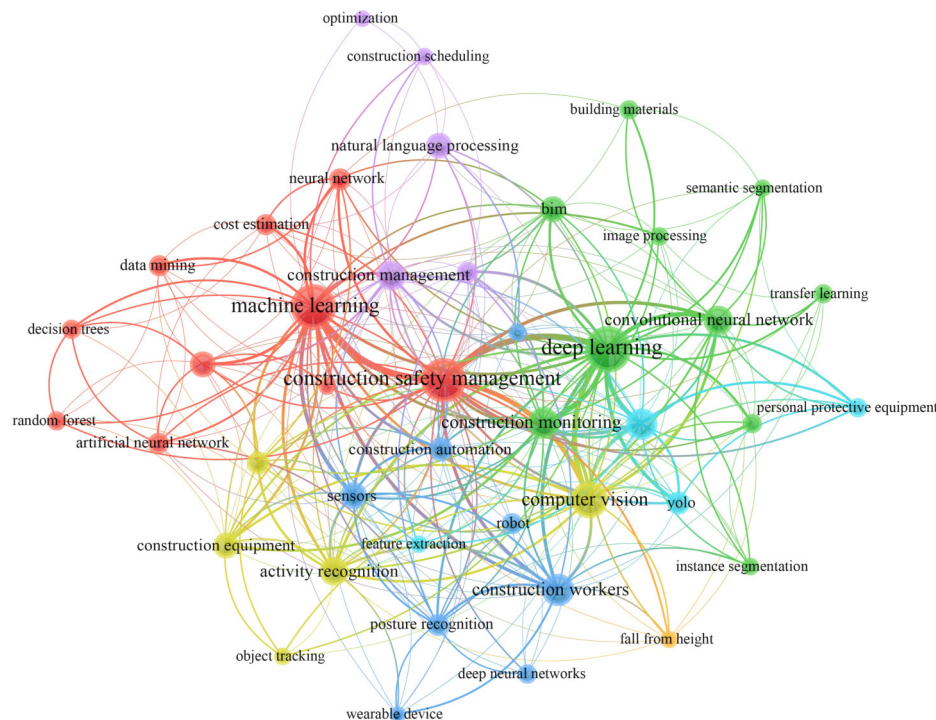 optimization
construction scheduling
building materials
natural language processing
neural network
semantic segmentation
bim
cost estimation
image processing
data mining
construction management
transfer learning
machine learning
convolutional neural network
decision trees
deep learning
construction safety management
personal protective equipment
random forest
construction monitoring
artificial neural network
construction automation
sensors
computer vision
yolo
robot
construction equipment
feature extraction
activity recognition
instance segmentation
construction workers
posture recognition
fall from height
object tracking
deep neural networks
wearable device